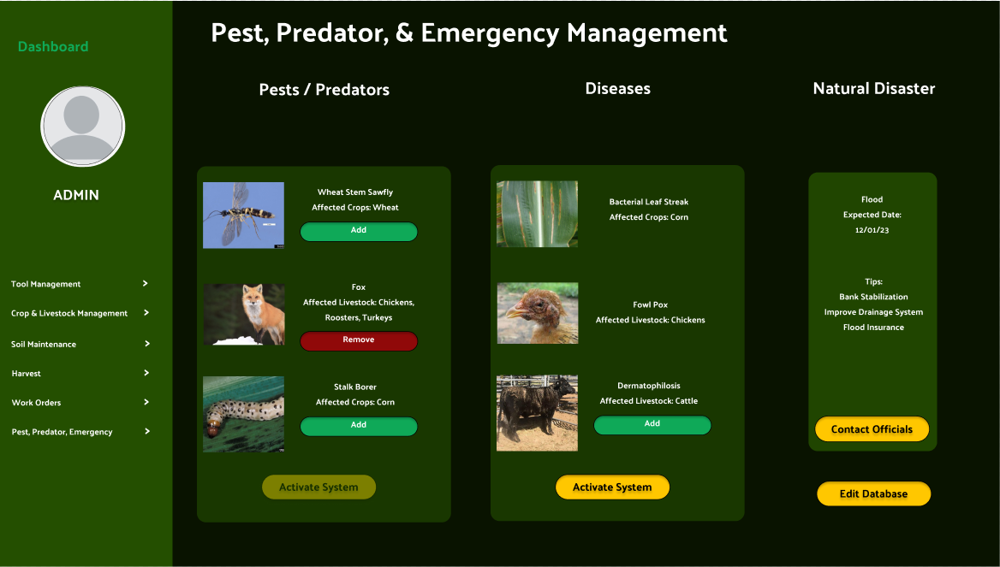 Dashboard
ADMIN
Tool Management
>
Crop & Livestock Management
>
Soil Maintenance
>
Harvest
>
Work Orders
>
Pest, Predator, Emergency
>
Pest, Predator, & Emergency Management
Pests / Predators
Wheat Stem Sawfly
Affected Crops: Wheat
Add
Fox
Affected Livestock: Chickens,
Roosters, Turkeys
Remove
Stalk Borer
Affected Crops: Corn
Add
Activate System
Diseases
Bacterial Leaf Streak
Affected Crops: Corn
Fowl Pox
Affected Livestock: Chickens
Dermatophilosis
Affected Livestock: Cattle
Add
Activate System
Natural Disaster
Flood
Expected Date:
12/01/23
Tips:
Bank Stabilization
Improve Drainage System
Flood Insurance
Contact Officials
Edit Database